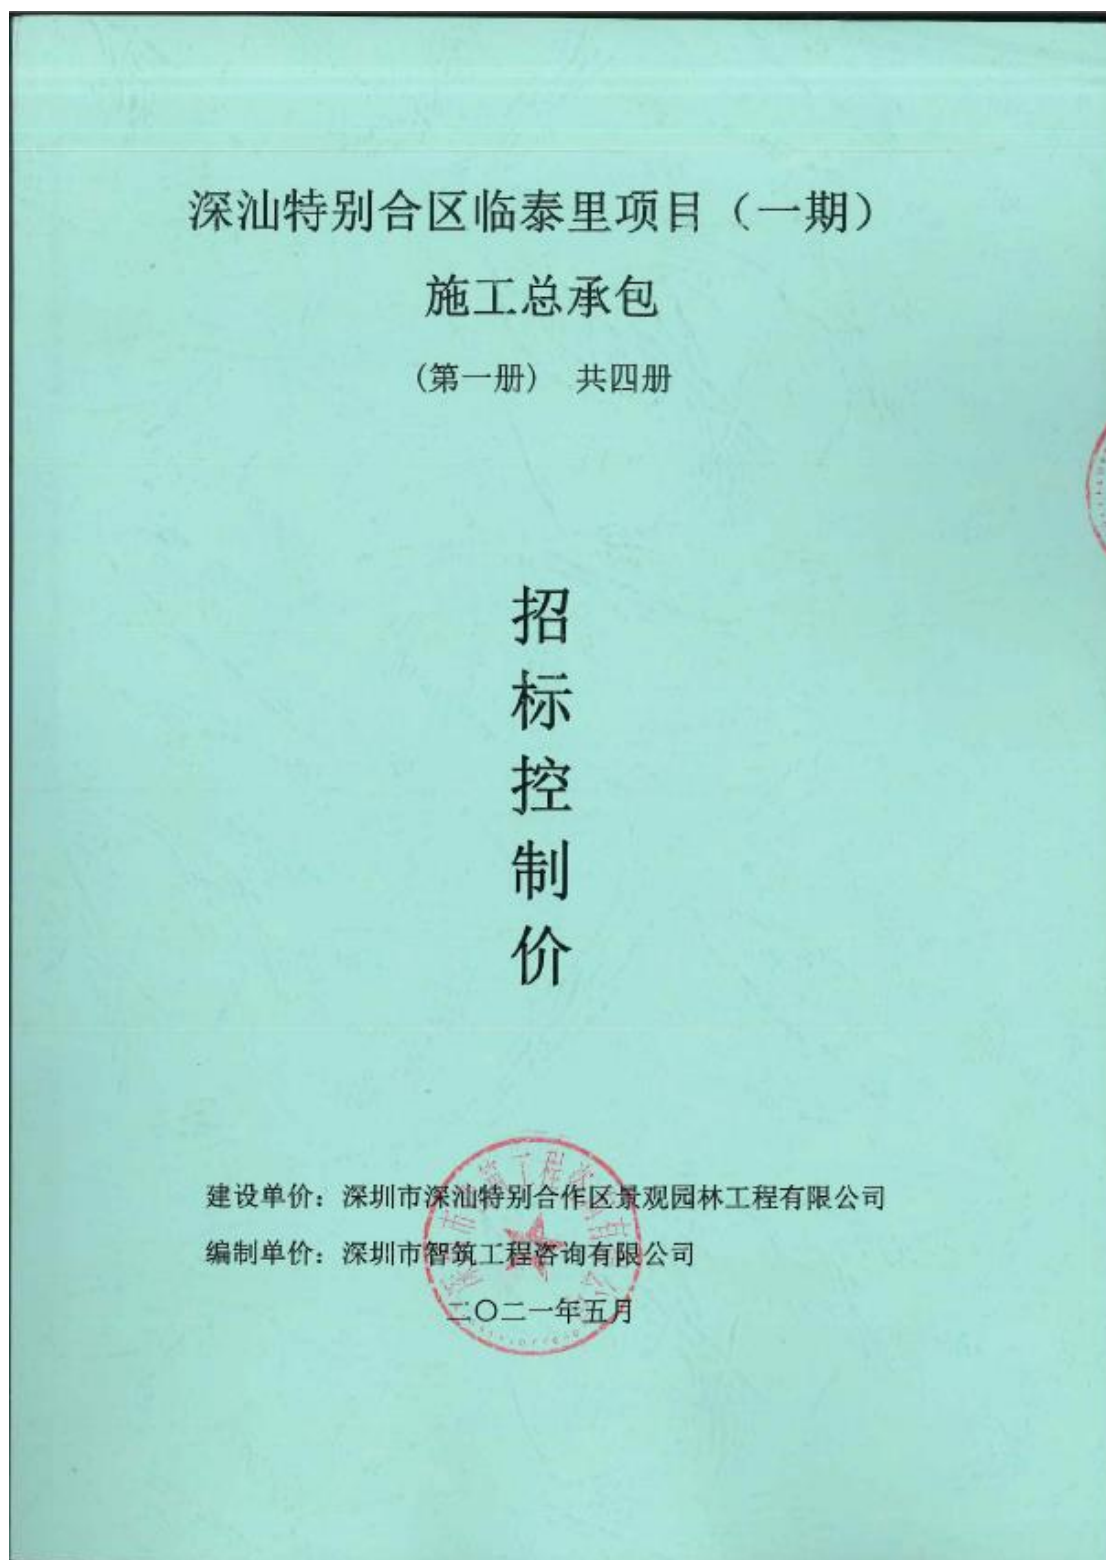 深汕特别合区临泰里项目（一期）
施工总承包
(第一册) 共四册
招
标
控
制
价
建设单价：深圳市深汕特别合作区景观园林工程有限公司
编制单价：深圳市智筑工程咨询有限公司
二〇二一年五月